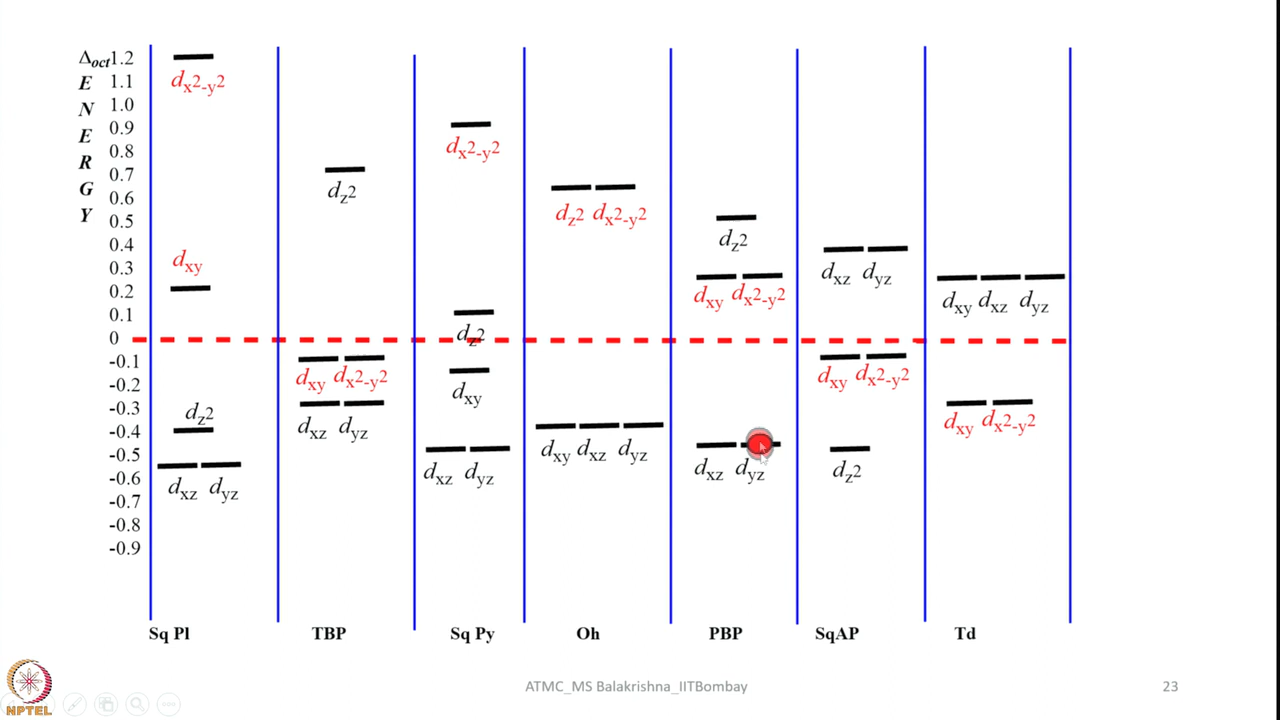 Δoct 1.2
E 1.1
N 1.0
E 0.9
R 0.8
G 0.7
Y 0.6
0.5
0.4
0.3
0.2
0.1
0
-0.1
-0.2
-0.3
-0.4
-0.5
-0.6
-0.7
-0.8
-0.9
dx2-y2
dxy
dz2
dxz dyz
Sq Pl
dz2
dxy dx2-y2
dxz dyz
TBP
dx2-y2
dz2
dxy
dxz dyz
Sq Py
dz2 dx2-y2
dxy dxz dyz
Oh
dz2
dxy dx2-y2
dxz dyz
PBP
dxz dyz
dxy dx2-y2
dz2
SqAP
dxy dxz dyz
dxy dx2-y2
Td
NPTEL
ATMC_MS Balakrishna_IITBombay
23